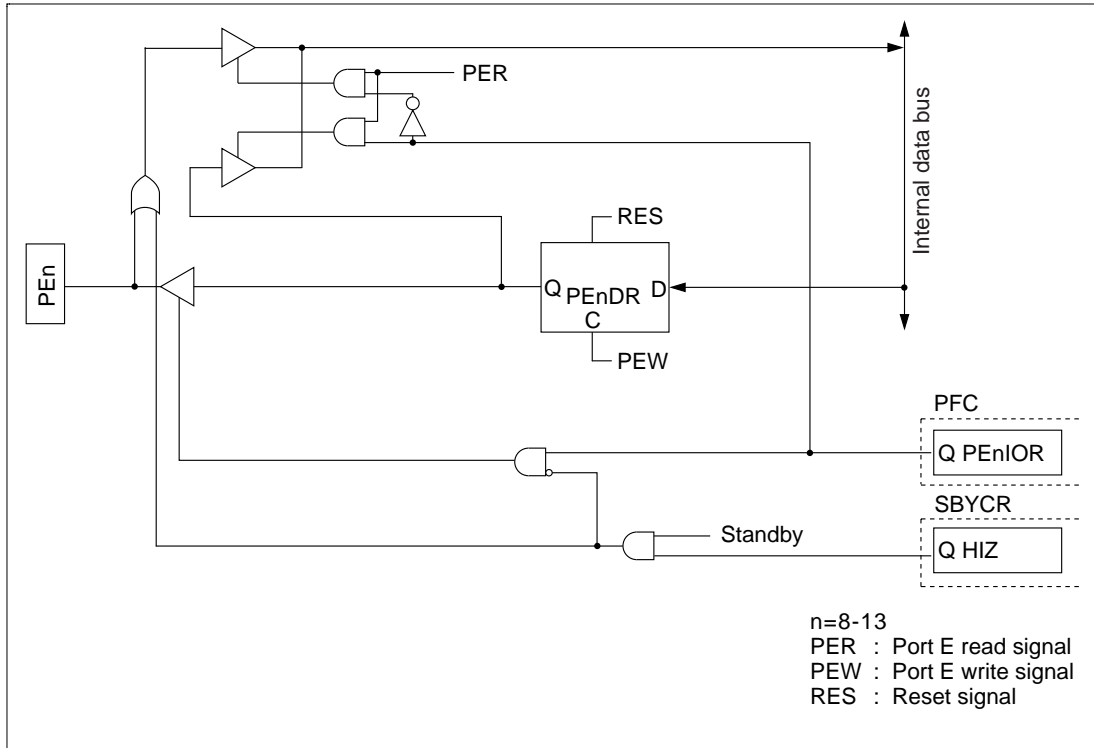 PER
Internal data bus
RES
PEn
Q PEnDR D
C
PEW
PFC
Q PEnIOR
SBYCR
Standby
Q HIZ
n=8-13
PER : Port E read signal
PEW : Port E write signal
RES : Reset signal